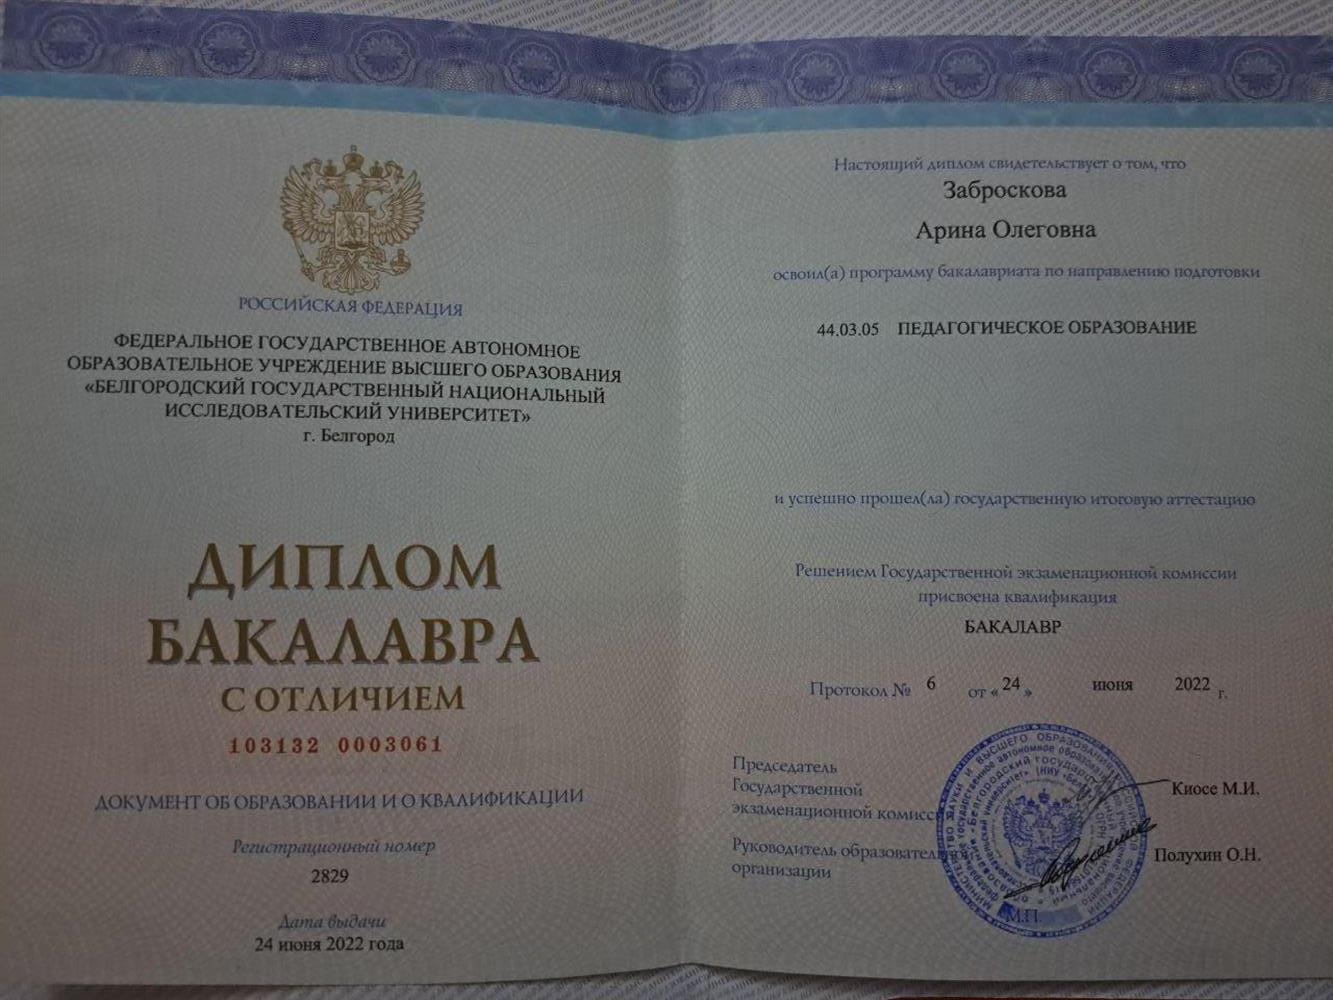 РОССИЙСКАЯ ФЕДЕРАЦИЯ
ФЕДЕРАЛЬНОЕ ГОСУДАРСТВЕННОЕ АВТОНОМНОЕ
ОБРАЗОВАТЕЛЬНОЕ УЧРЕЖДЕНИЕ ВЫСШЕГО ОБРАЗОВАНИЯ
«БЕЛГОРОДСКИЙ ГОСУДАРСТВЕННЫЙ НАЦИОНАЛЬНЫЙ
ИССЛЕДОВАТЕЛЬСКИЙ УНИВЕРСИТЕТ»
г. Белгород
ДИПЛОМ
БАКАЛАВРА
С ОТЛИЧИЕМ
103132 0003061
ДОКУМЕНТ ОБ ОБРАЗОВАНИИ И О КВАЛИФИКАЦИИ
Регистрационный номер
2829
Дата выдачи
24 июня 2022 года
Настоящий диплом свидетельствует о том, что
Заброскова
Арина Олеговна
освоил(а) программу бакалавриата по направлению подготовки
44.03.05 ПЕДАГОГИЧЕСКОЕ ОБРАЗОВАНИЕ
и успешно прошел(ла) государственную итоговую аттестацию
Решением Государственной экзаменационной комиссии
присвоена квалификация
БАКАЛАВР
Протокол № 6 от « 24 » июня 2022 г.
Председатель
Государственной
экзаменационной комисс
Киосе М.И.
Руководитель образовател
организации
Полухин О.Н.
М.П.